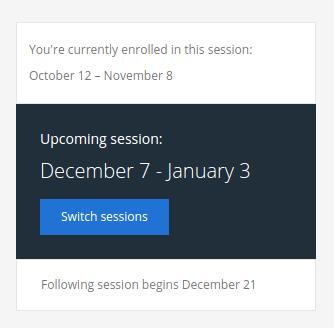 You're currently enrolled in this session:
October 12 – November 8
Upcoming session:
December 7 - January 3
Switch sessions
Following session begins December 21